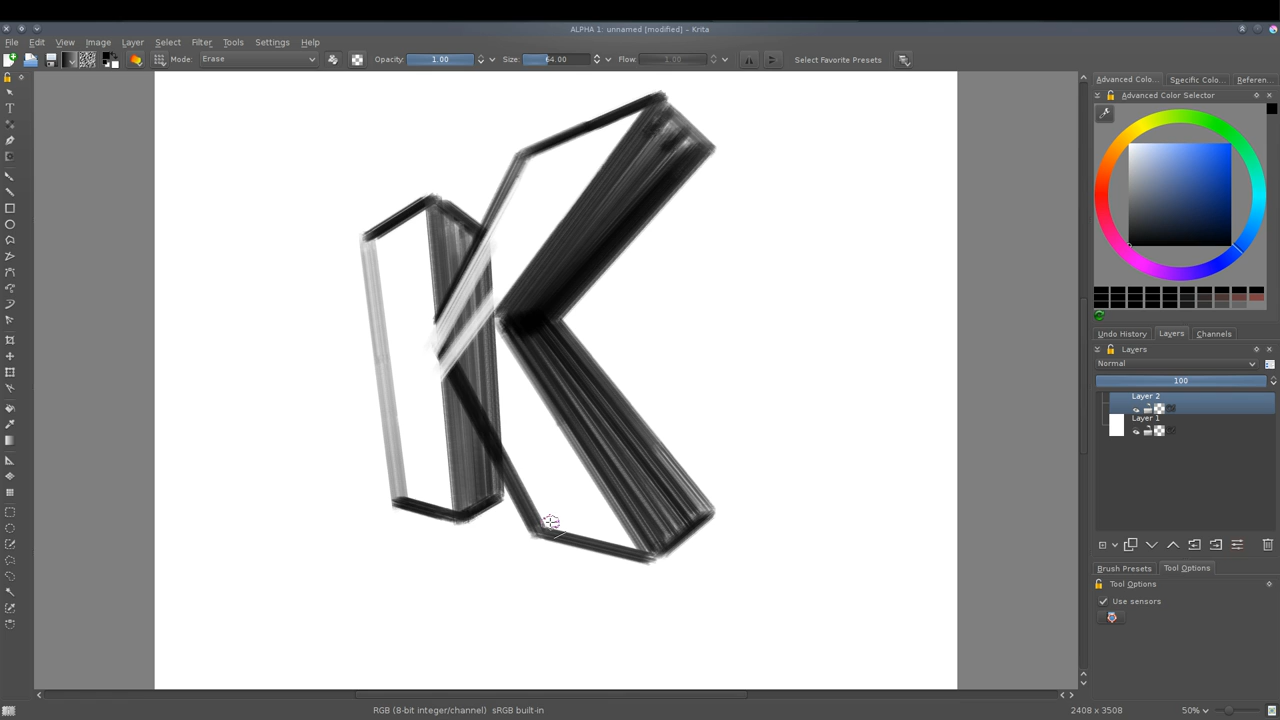 ALPHA 1: unnamed [modified] – Krita
File Edit View Image Layer Select Filter Tools Settings Help
Mode: Erase Opacity: 1.00 Size: 64.00 Flow: 1.00 Select Favorite Presets
Advanced Colo... Specific Colo... Referen...
Advanced Color Selector
K
Undo History Layers Channels
Layers
Normal
100
Layer 2
Layer 1
Brush Presets Tool Options
Tool Options
Use sensors
RGB (8-bit integer/channel) sRGB built-in 2408 x 3508 50%